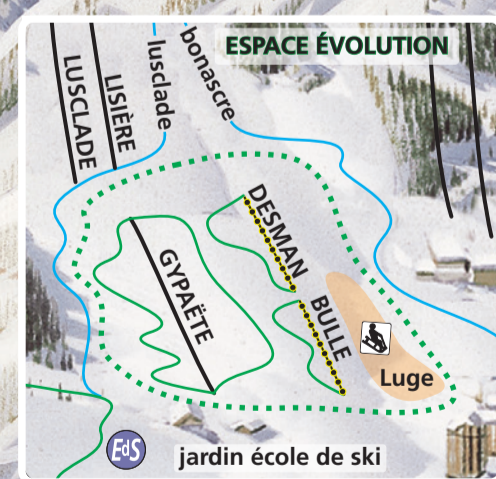 ESPACE ÉVOLUTION
LUSCLADE
LISIÈRE
lusclade
bonascre
DESMAN
GYPAËTE
BULLE
Luge
EdS
jardin école de ski